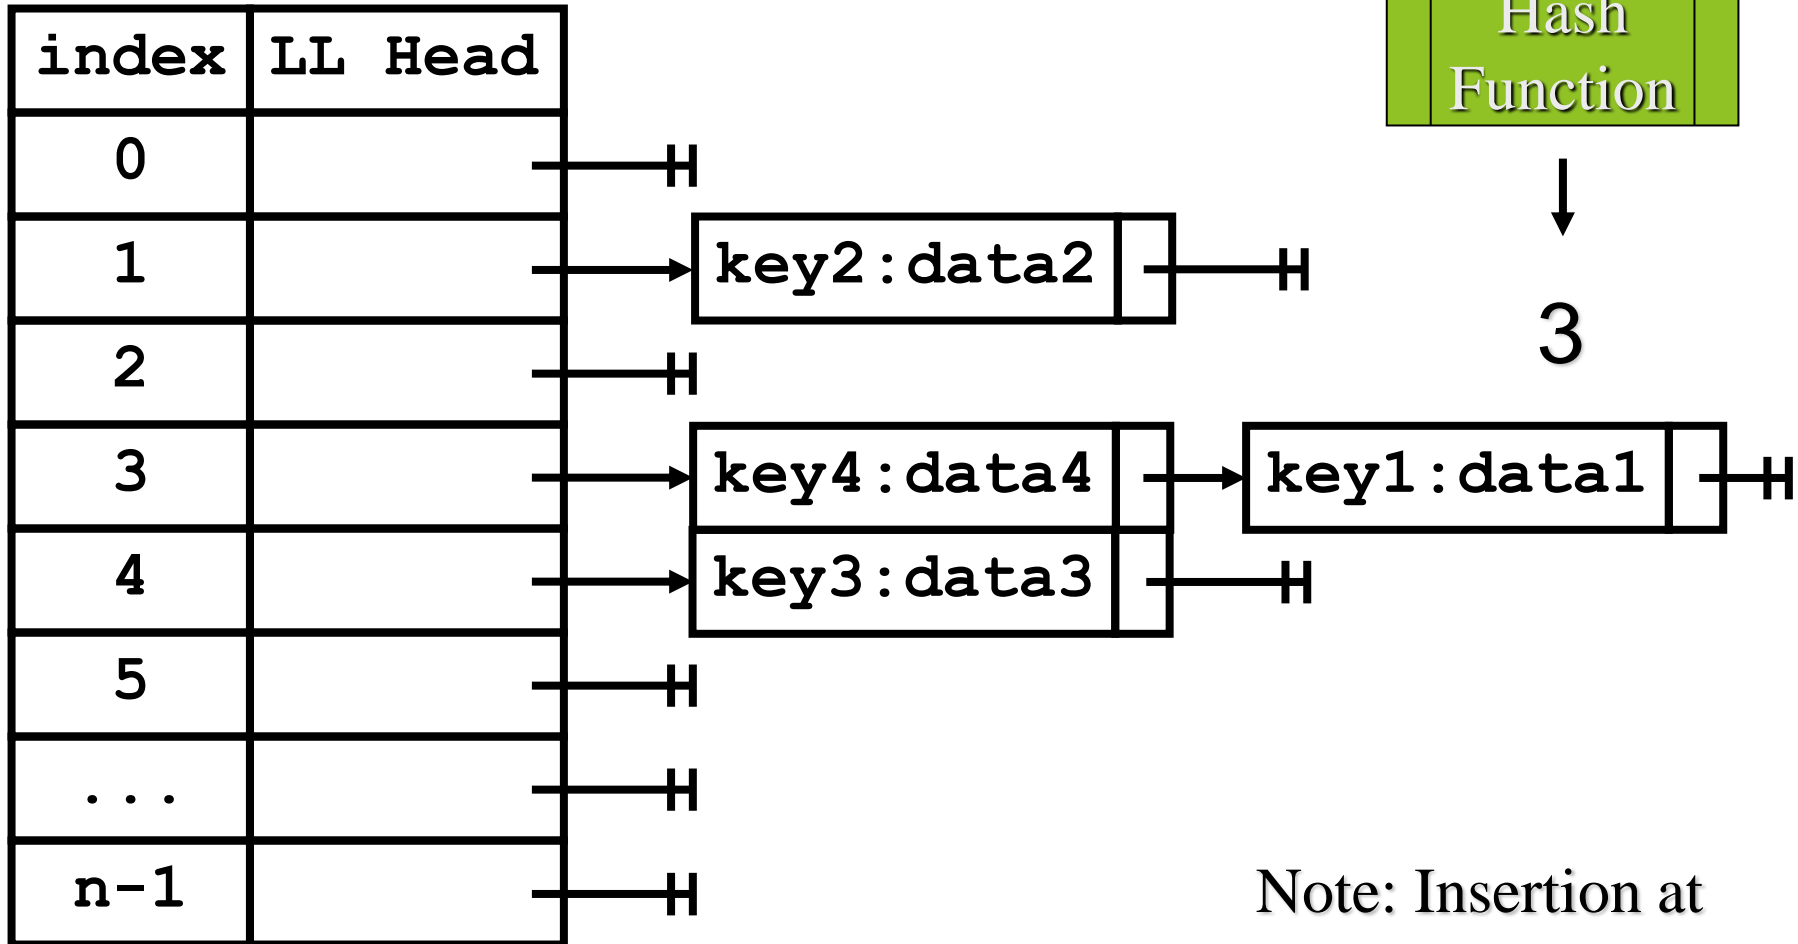 index LL Head
0
1 key2:data2
2
3 key4:data4 key1:data1
4 key3:data3
5
...
n-1
Hash
Function
3
Note: Insertion at